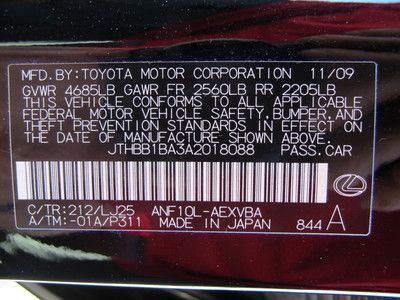 MFD.BY:TOYOTA MOTOR CORPORATION 11/09
GVWR 4685LB GAWR FR 2560LB RR 2205LB
THIS VEHICLE CONFORMS TO ALL APPLICABLE
FEDERAL MOTOR VEHICLE SAFETY,BUMPER,AND
THEFT PREVENTION STANDARDS IN EFFECT ON THE
DATE OF MANUFACTURE SHOWN ABOVE.
JTHBB1BA3A2018088 PASS.CAR
C/TR:212/LJ25 ANF10L-AEXVBA
A/TM:-01A/P311 MADE IN JAPAN 844 A